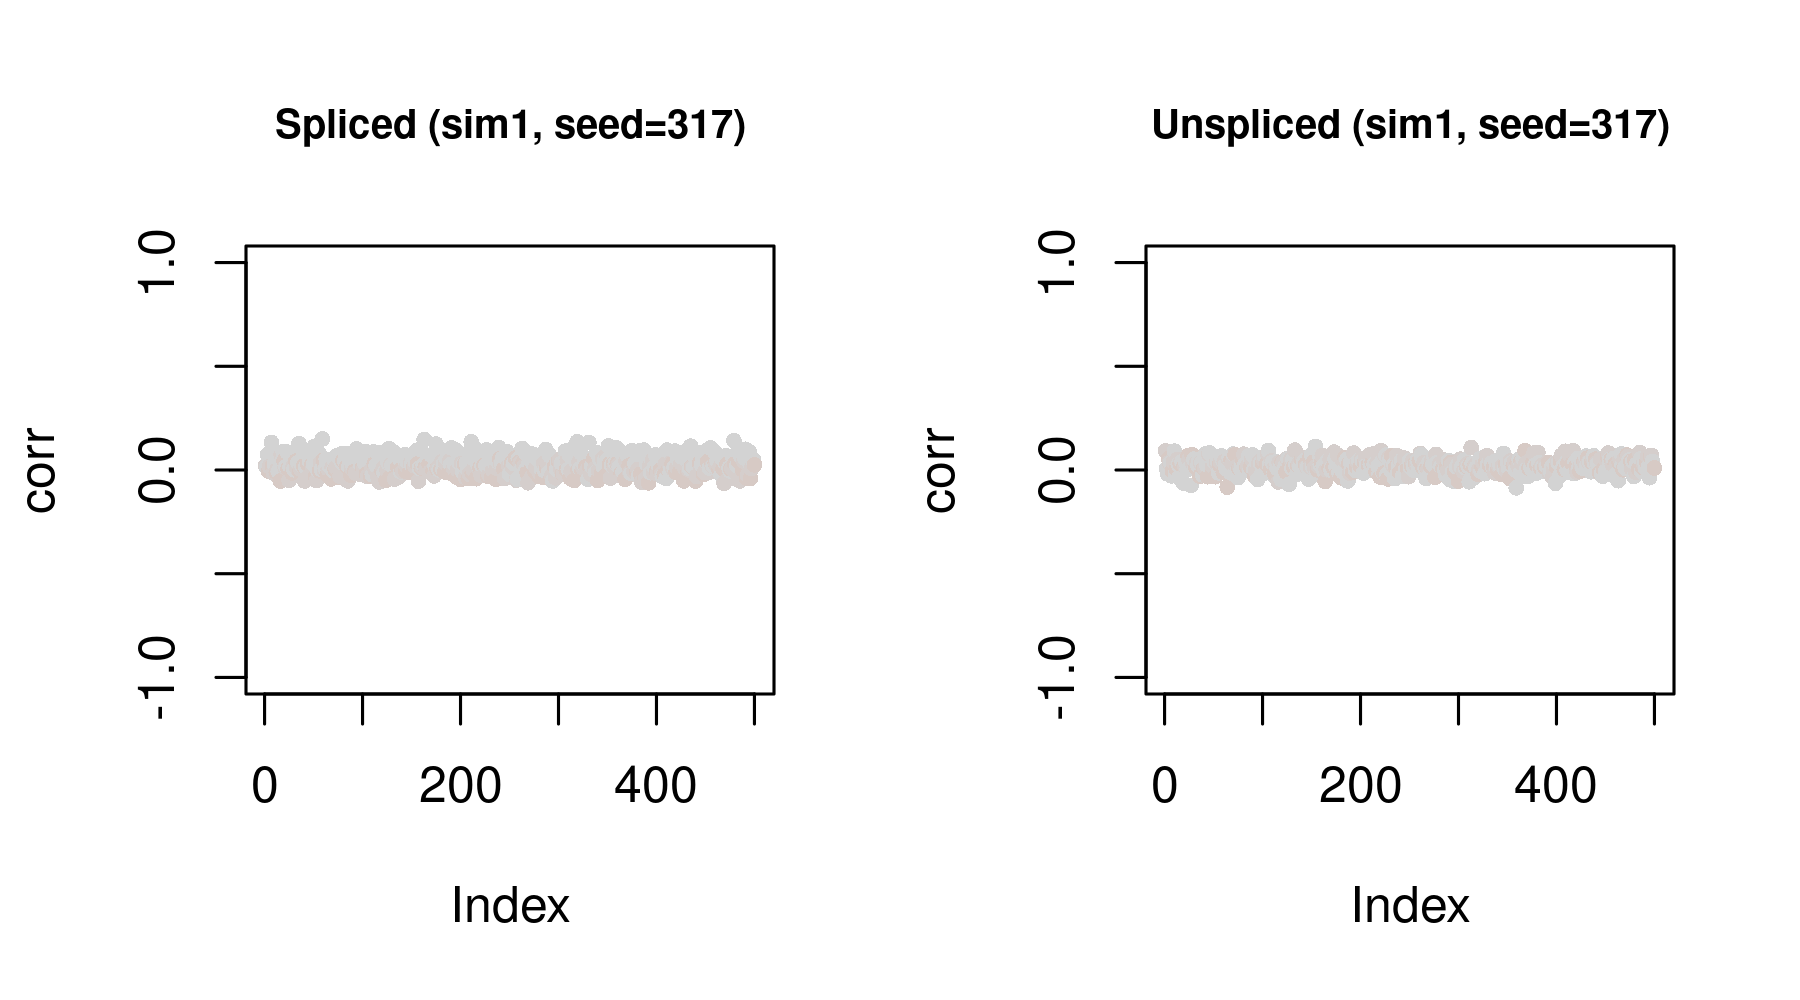 Spliced (sim1, seed=317)
corr
1.0
0.0
-1.0
0 200 400
Index
Unspliced (sim1, seed=317)
corr
1.0
0.0
-1.0
0 200 400
Index